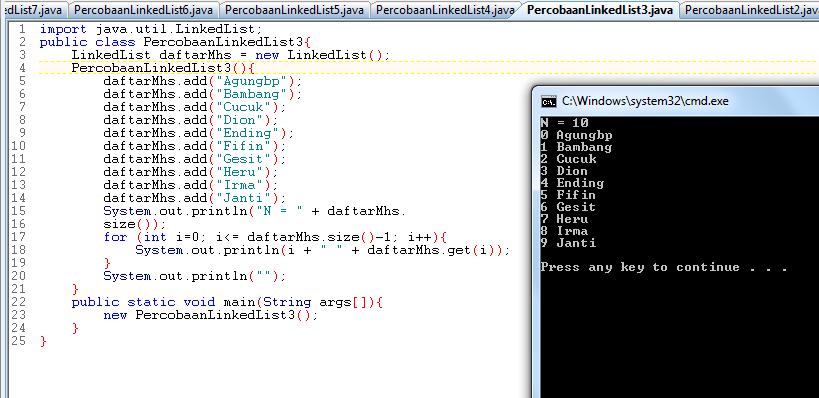 edList7.java PercobaanLinkedList6.java PercobaanLinkedList5.java PercobaanLinkedList4.java PercobaanLinkedList3.java PercobaanLinkedList2.java
1 import java.util.LinkedList;
2 public class PercobaanLinkedList3{
3 LinkedList daftarMhs = new LinkedList();
4 PercobaanLinkedList3(){
5 daftarMhs.add("Agungbp");
6 daftarMhs.add("Bambang");
7 daftarMhs.add("Cucuk");
8 daftarMhs.add("Dion");
9 daftarMhs.add("Ending");
10 daftarMhs.add("Fifin");
11 daftarMhs.add("Gesit");
12 daftarMhs.add("Heru");
13 daftarMhs.add("Irma");
14 daftarMhs.add("Janti");
15 System.out.println("N = " + daftarMhs.
16 size());
17 for (int i=0; i<= daftarMhs.size()-1; i++){
18 System.out.println(i + " " + daftarMhs.get(i));
19 }
20 System.out.println("");
21 }
22 public static void main(String args[]){
23 new PercobaanLinkedList3();
24 }
25 }
C:\Windows\system32\cmd.exe
N = 10
0 Agungbp
1 Bambang
2 Cucuk
3 Dion
4 Ending
5 Fifin
6 Gesit
7 Heru
8 Irma
9 Janti
Press any key to continue . . .